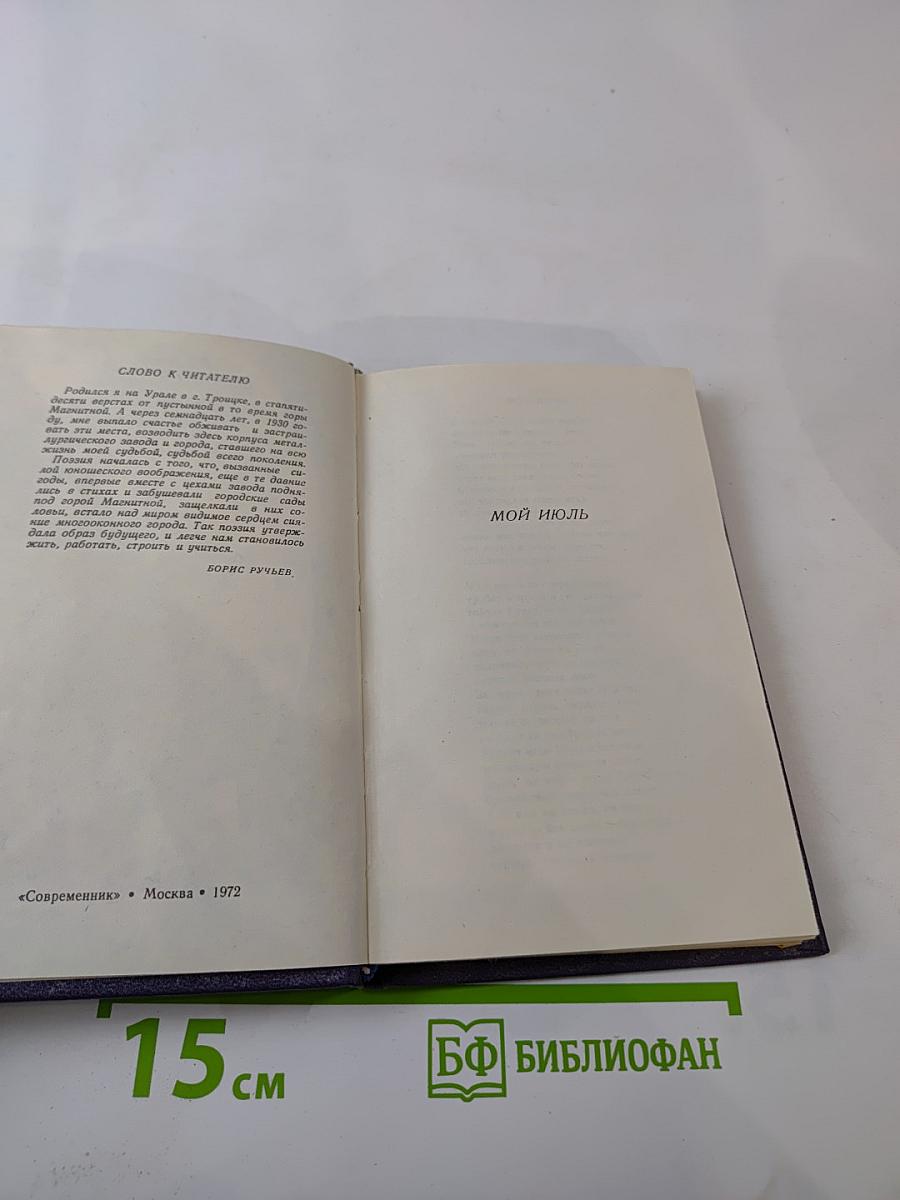 СЛОВО К ЧИТАТЕЛЮ
Родился я на Урале в г. Троицке, в стапяти-
десяти верстах от пустынной в то время горы
Магнитной. А через семнадцать лет, в 1930 го-
ду, мне выпало счастье обживать и застраи-
вать эти места, возводить здесь корпуса метал-
лургического завода и города, ставшего на всю
жизнь моей судьбой, судьбой всего поколения.
Поэзия началась с того, что, вызванные си-
лой юношеского воображения, еще в те давние
годы, впервые вместе с цехами завода подня-
лись в стихах и забушевали городские сады
под горой Магнитной, защелкали в них со-
ловьи, встало над миром видимое сердцем сия-
ние многооконного города. Так поэзия утверж-
дала образ будущего, и легче нам становилось
жить, работать, строить и учиться.
БОРИС РУЧЬЕВ
«Современник» • Москва • 1972
МОЙ ИЮЛЬ
15 см
БФ БИБЛИОФАН